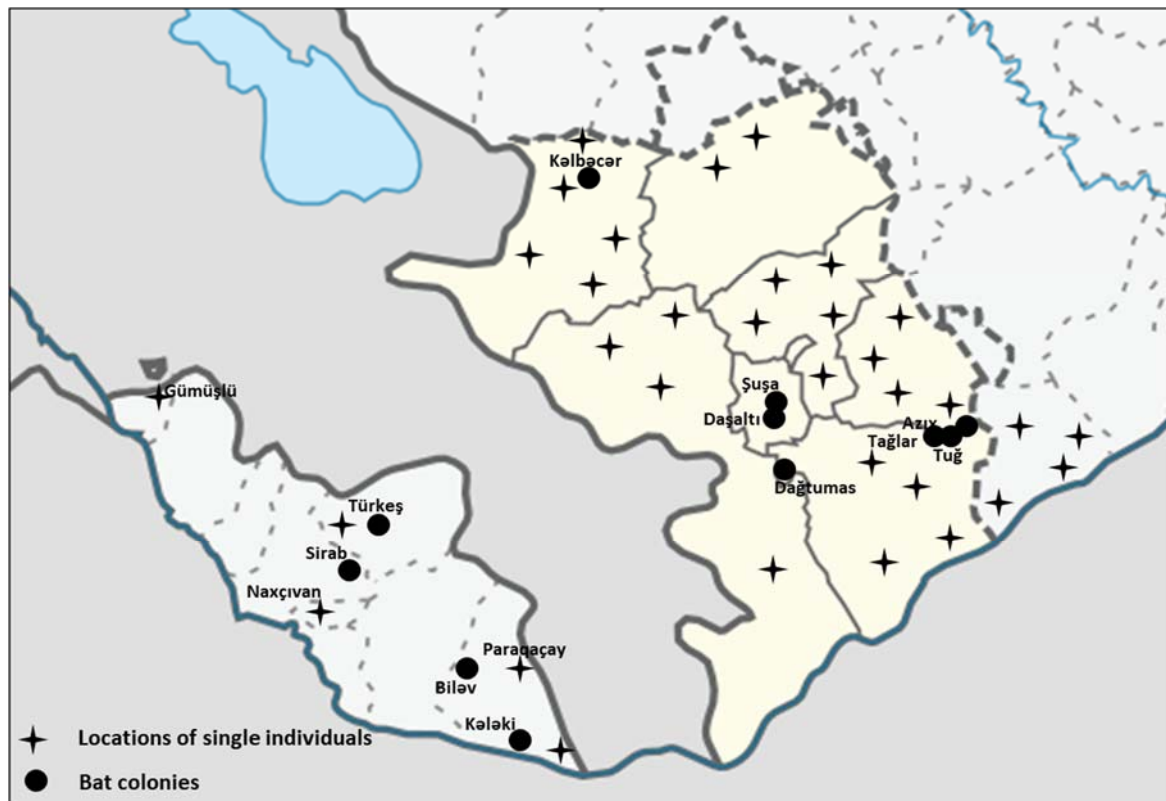 Kəlbəcər
Gümüşlü
Şuşa
Daşaltı
Azıx
Tağlar
Tuğ
Dağtumas
Türkeş
Sirab
Naxçıvan
Paraqaçay
Biləv
Kələki
Locations of single individuals
Bat colonies